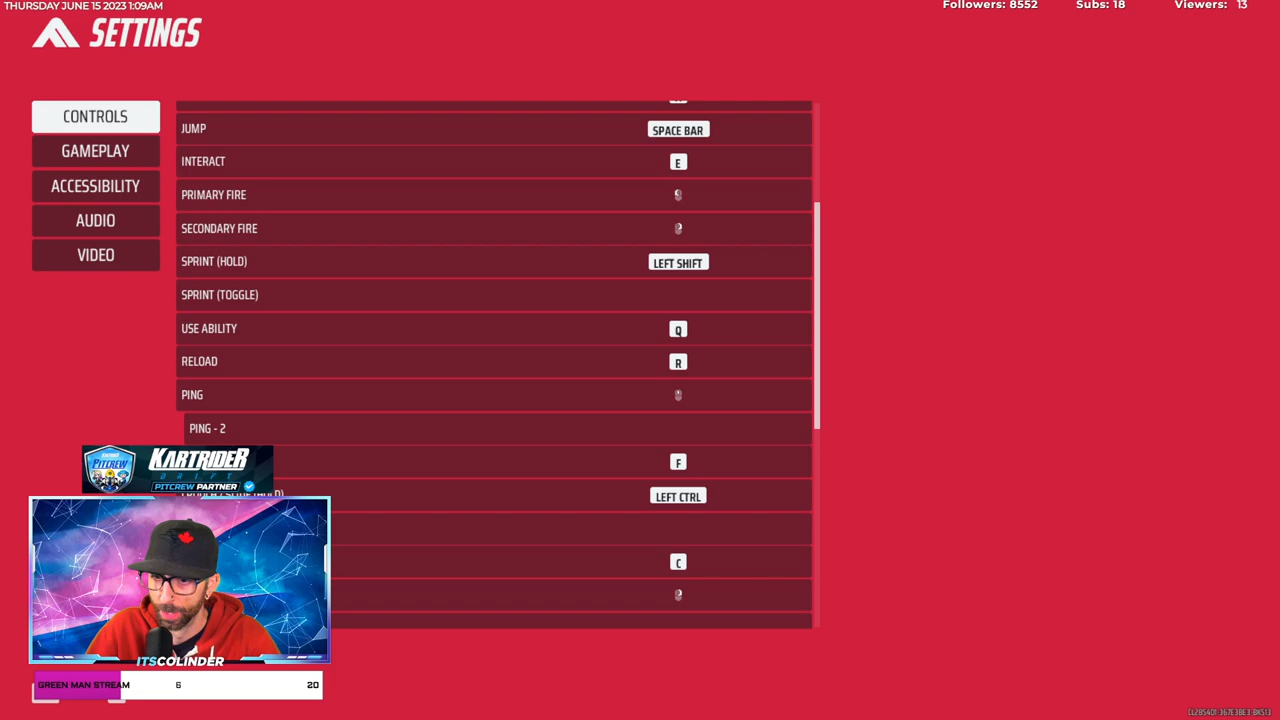 THURSDAY JUNE 15 2023 1:09AM
Followers: 8552 Subs: 18 Viewers: 13
SETTINGS
CONTROLS
GAMEPLAY
ACCESSIBILITY
AUDIO
VIDEO
JUMP SPACE BAR
INTERACT E
PRIMARY FIRE
SECONDARY FIRE
SPRINT (HOLD) LEFT SHIFT
SPRINT (TOGGLE)
USE ABILITY Q
RELOAD R
PING
PING - 2
F
LEFT CTRL
C
PITCREW
KARTRIDER
DRIFT
PITCREW PARTNER
ITSCOLINDER
GREEN MAN STREAM 6 20